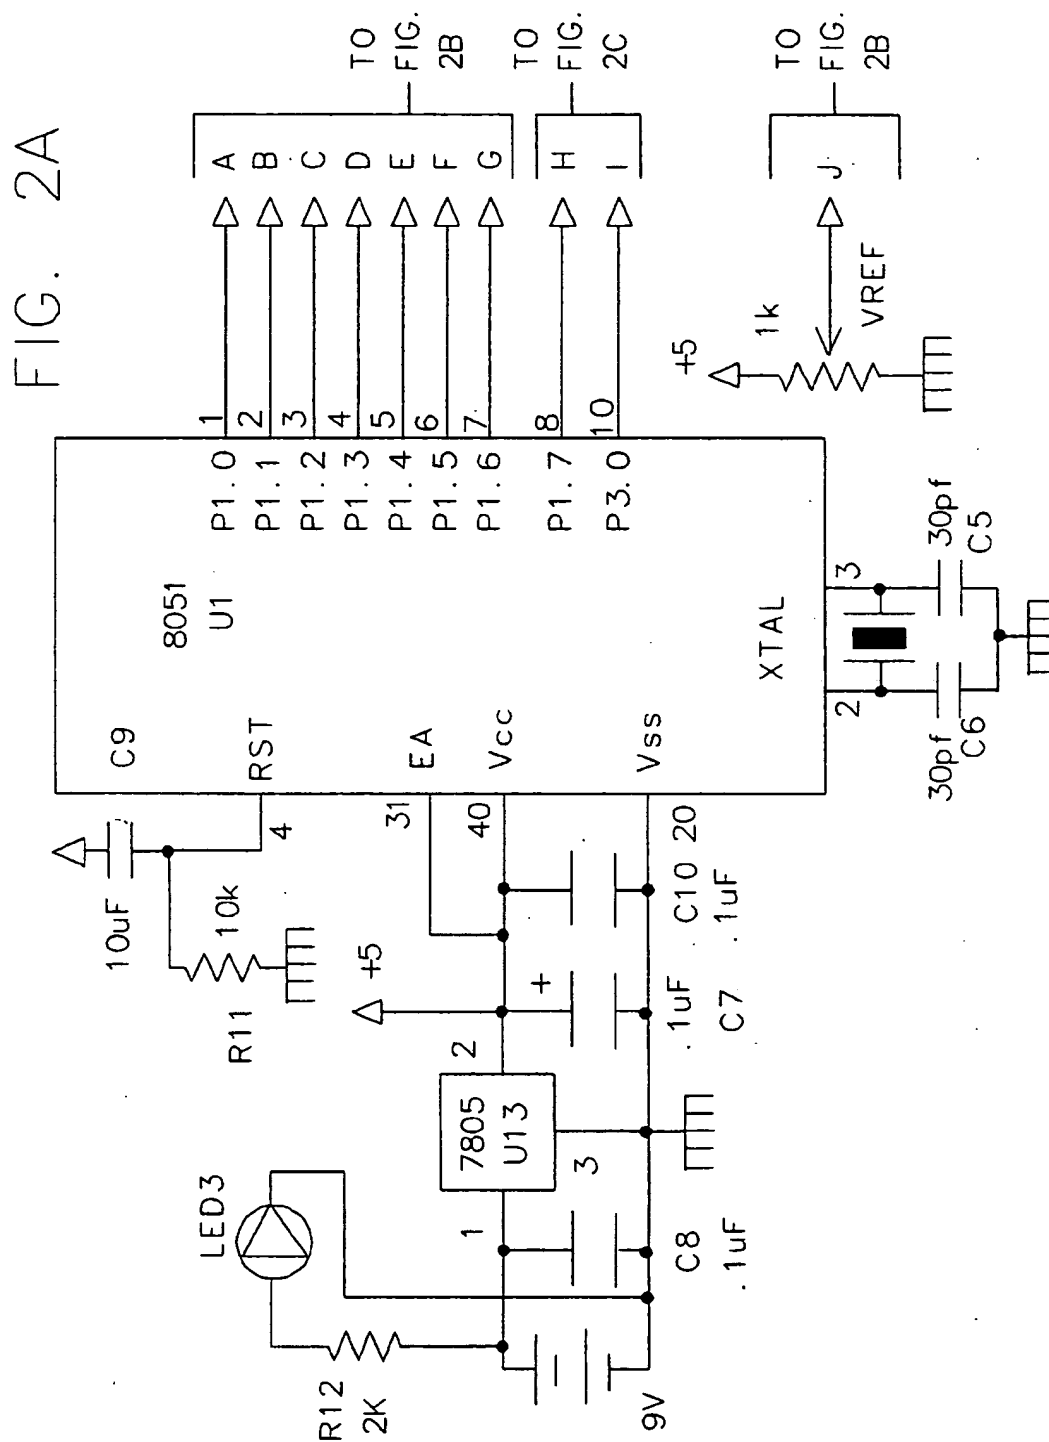 FIG. 2A
TO
FIG.
2B
TO
FIG.
2C
TO
FIG.
2B
A
B
C
D
E
F
G
H
I
J
1
2
3
4
5
6
7
8
10
P1.0
P1.1
P1.2
P1.3
P1.4
P1.5
P1.6
P1.7
P3.0
8051
U1
C9
RST
EA
Vcc
Vss
XTAL
4
31
40
20
2
3
10uF
10k
R11
+5
+5
1k
VREF
30pf
C5
30pf
C6
C10
.1uF
+
.1uF
C7
7805
U13
1
2
3
C8
.1uF
LED3
R12
2K
9V